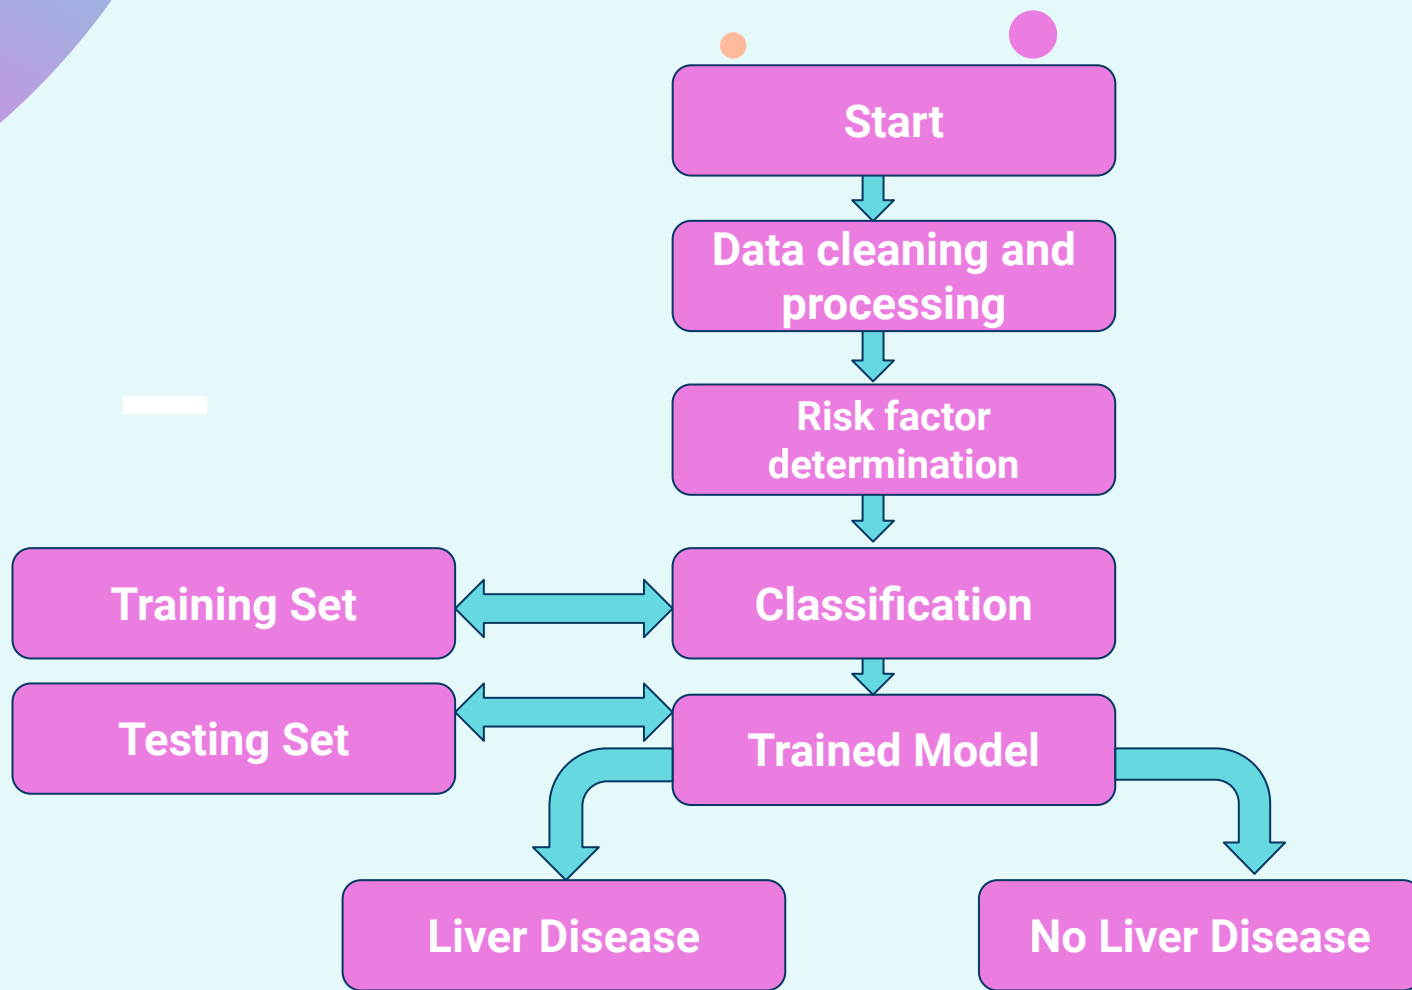 Start
Data cleaning and
processing
Risk factor
determination
Training Set
Classification
Testing Set
Trained Model
Liver Disease
No Liver Disease